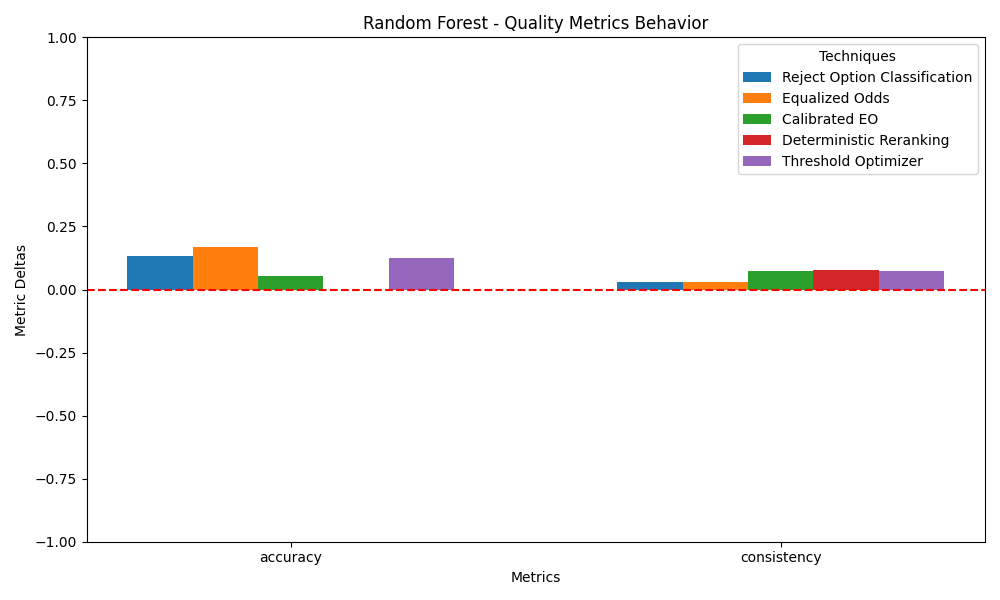 Random Forest - Quality Metrics Behavior
Techniques
Reject Option Classification
Equalized Odds
Calibrated EO
Deterministic Reranking
Threshold Optimizer
Metric Deltas
1.00
0.75
0.50
0.25
0.00
−0.25
−0.50
−0.75
−1.00
accuracy
consistency
Metrics